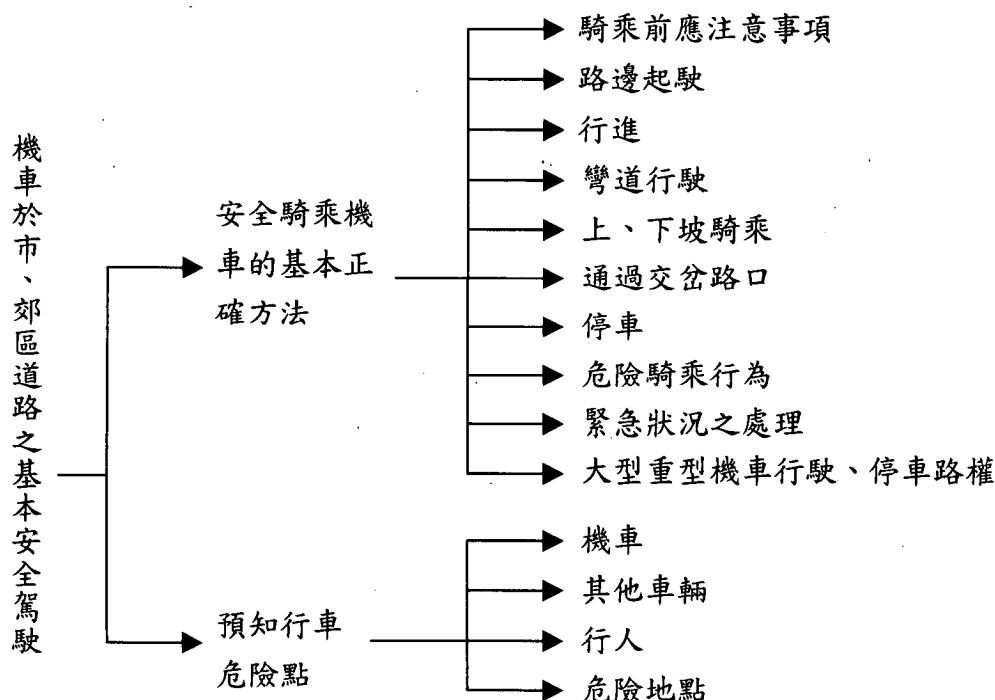 機車於市、郊區道路之基本安全駕駛
安全騎乘機
車的基本正
確方法
騎乘前應注意事項
路邊起駛
行進
彎道行駛
上、下坡騎乘
通過交岔路口
停車
危險騎乘行為
緊急狀況之處理
大型重型機車行駛、停車路權
預知行車
危險點
機車
其他車輛
行人
危險地點